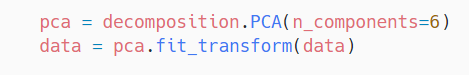 pca = decomposition.PCA(n_components=6)
data = pca.fit_transform(data)